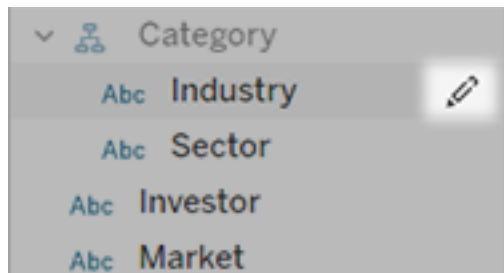 Category
Abc Industry
Abc Sector
Abc Investor
Abc Market